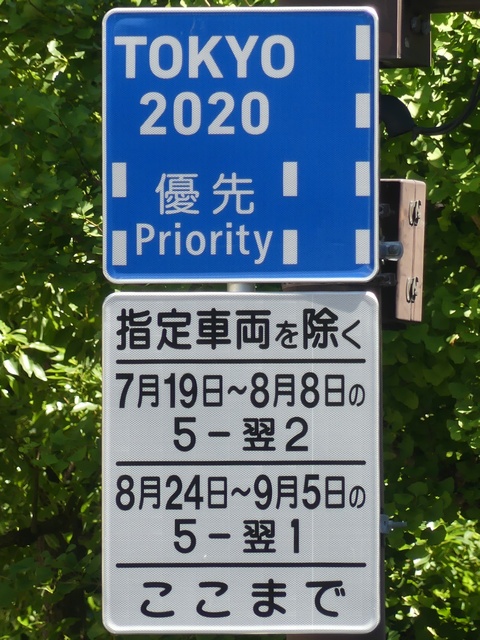 TOKYO
2020
優先
Priority
指定車両を除く
7月19日～8月8日の
5－翌2
8月24日～9月5日の
5－翌1
ここまで